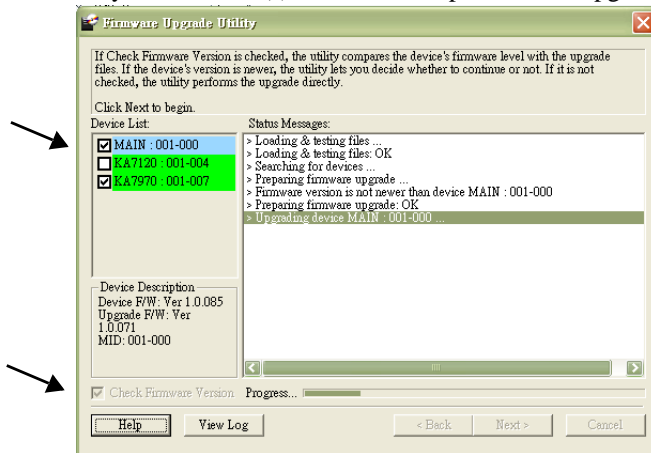 Firmware Upgrade Utility
If Check Firmware Version is checked, the utility compares the device's firmware level with the upgrade
files. If the device's version is newer, the utility lets you decide whether to continue or not. If it is not
checked, the utility performs the upgrade directly.
Click Next to begin.
Device List:
MAIN : 001-000
KA7120 : 001-004
KA7970 : 001-007
Status Messages:
> Loading & testing files ...
> Loading & testing files: OK
> Searching for devices ...
> Preparing firmware upgrade ...
> Firmware version is not newer than device MAIN : 001-000
> Preparing firmware upgrade: OK
> Upgrading device MAIN : 001-000 ...
Device Description
Device F/W: Ver 1.0.085
Upgrade F/W: Ver
1.0.071
MID: 001-000
Check Firmware Version Progress...
Help View Log < Back Next > Cancel